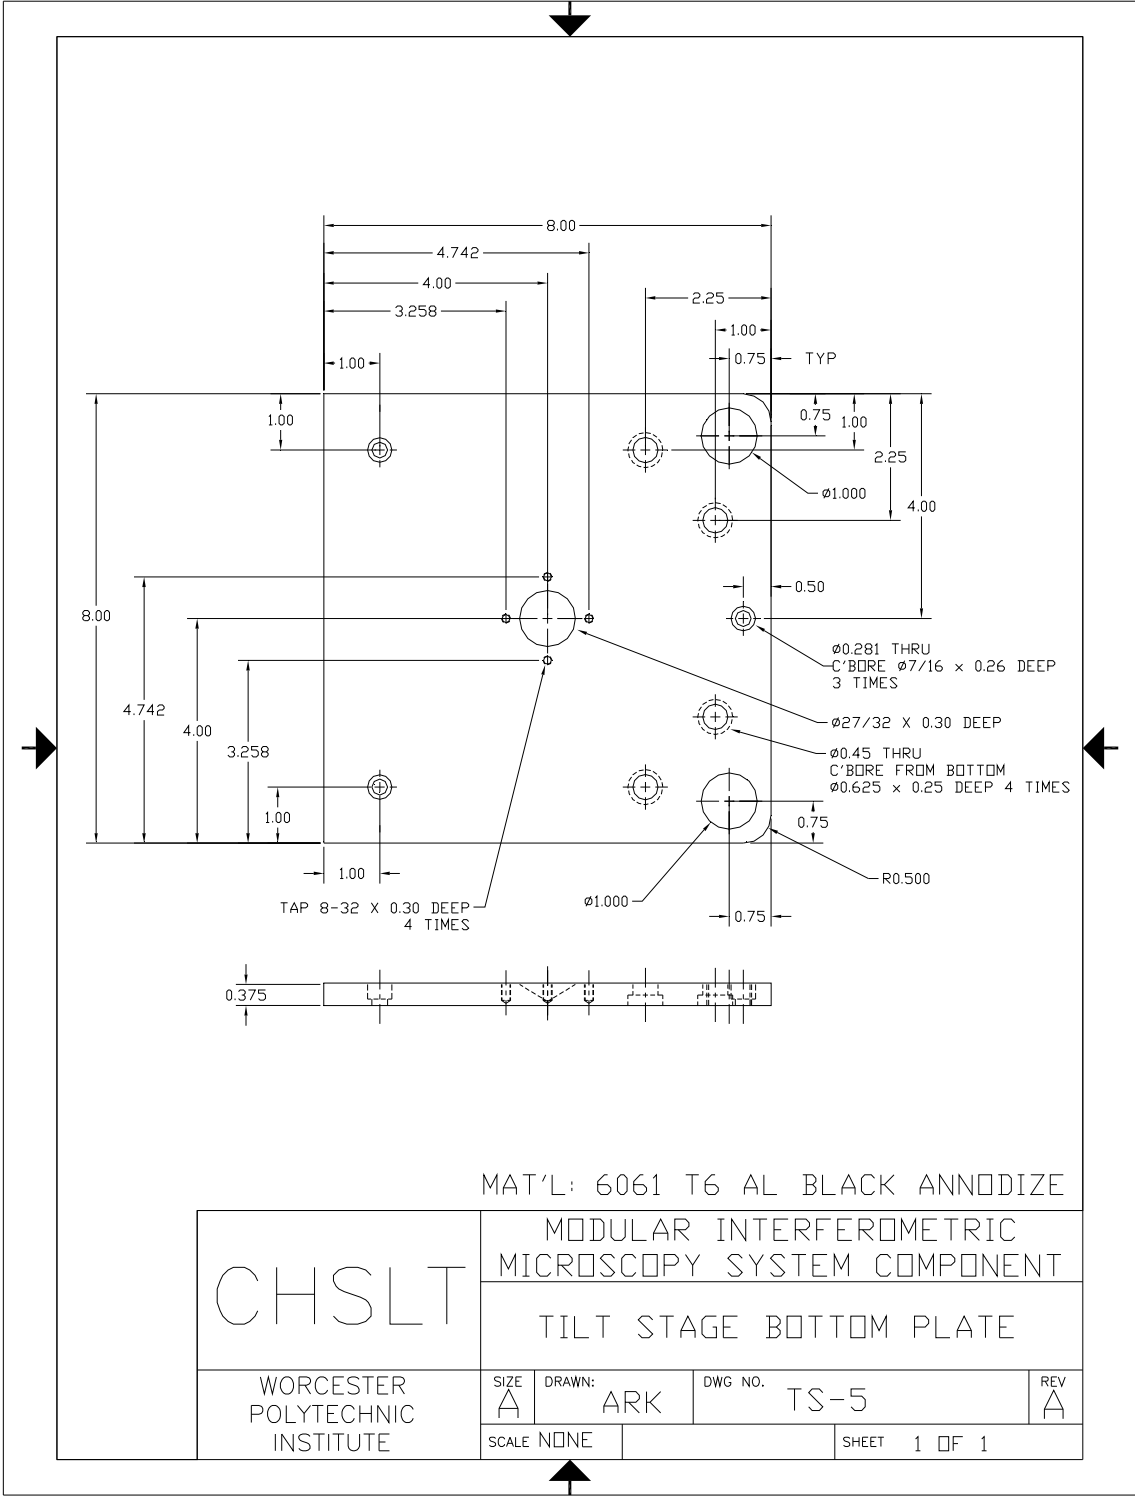 8.00
4.742
4.00
3.258
2.25
1.00
1.00
0.75 TYP
1.00
0.75
1.00
2.25
4.00
Ø1.000
0.50
8.00
4.742
4.00
3.258
1.00
Ø0.281 THRU
C'BORE Ø7/16 x 0.26 DEEP
3 TIMES
Ø27/32 X 0.30 DEEP
Ø0.45 THRU
C'BORE FROM BOTTOM
Ø0.625 x 0.25 DEEP 4 TIMES
0.75
1.00
R0.500
Ø1.000
TAP 8-32 X 0.30 DEEP
4 TIMES
0.75
0.375
MAT'L: 6061 T6 AL BLACK ANNODIZE
MODULAR INTERFEROMETRIC
MICROSCOPY SYSTEM COMPONENT
CHSLT
TILT STAGE BOTTOM PLATE
WORCESTER
POLYTECHNIC
INSTITUTE
SIZE
A
DRAWN:
ARK
DWG NO.
TS-5
REV
A
SCALE NONE
SHEET 1 OF 1